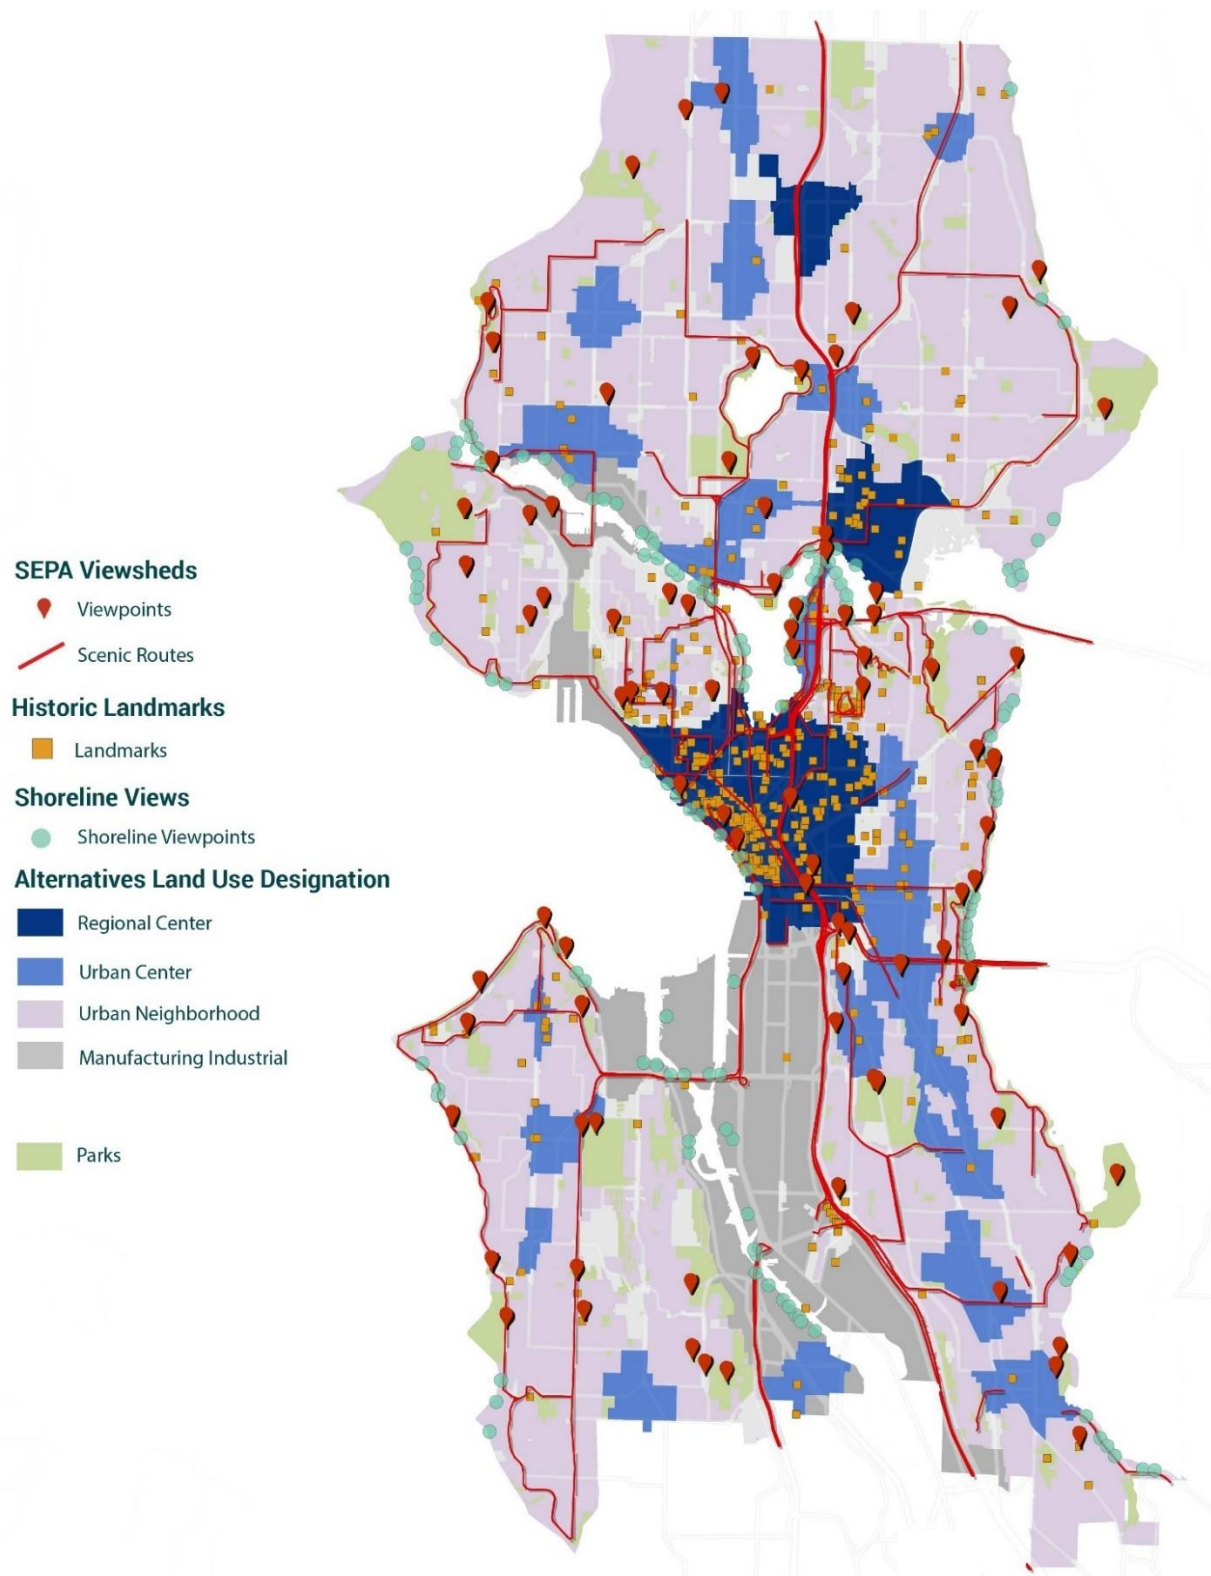 SEPA Viewsheds
Viewpoints
Scenic Routes
Historic Landmarks
Landmarks
Shoreline Views
Shoreline Viewpoints
Alternatives Land Use Designation
Regional Center
Urban Center
Urban Neighborhood
Manufacturing Industrial
Parks